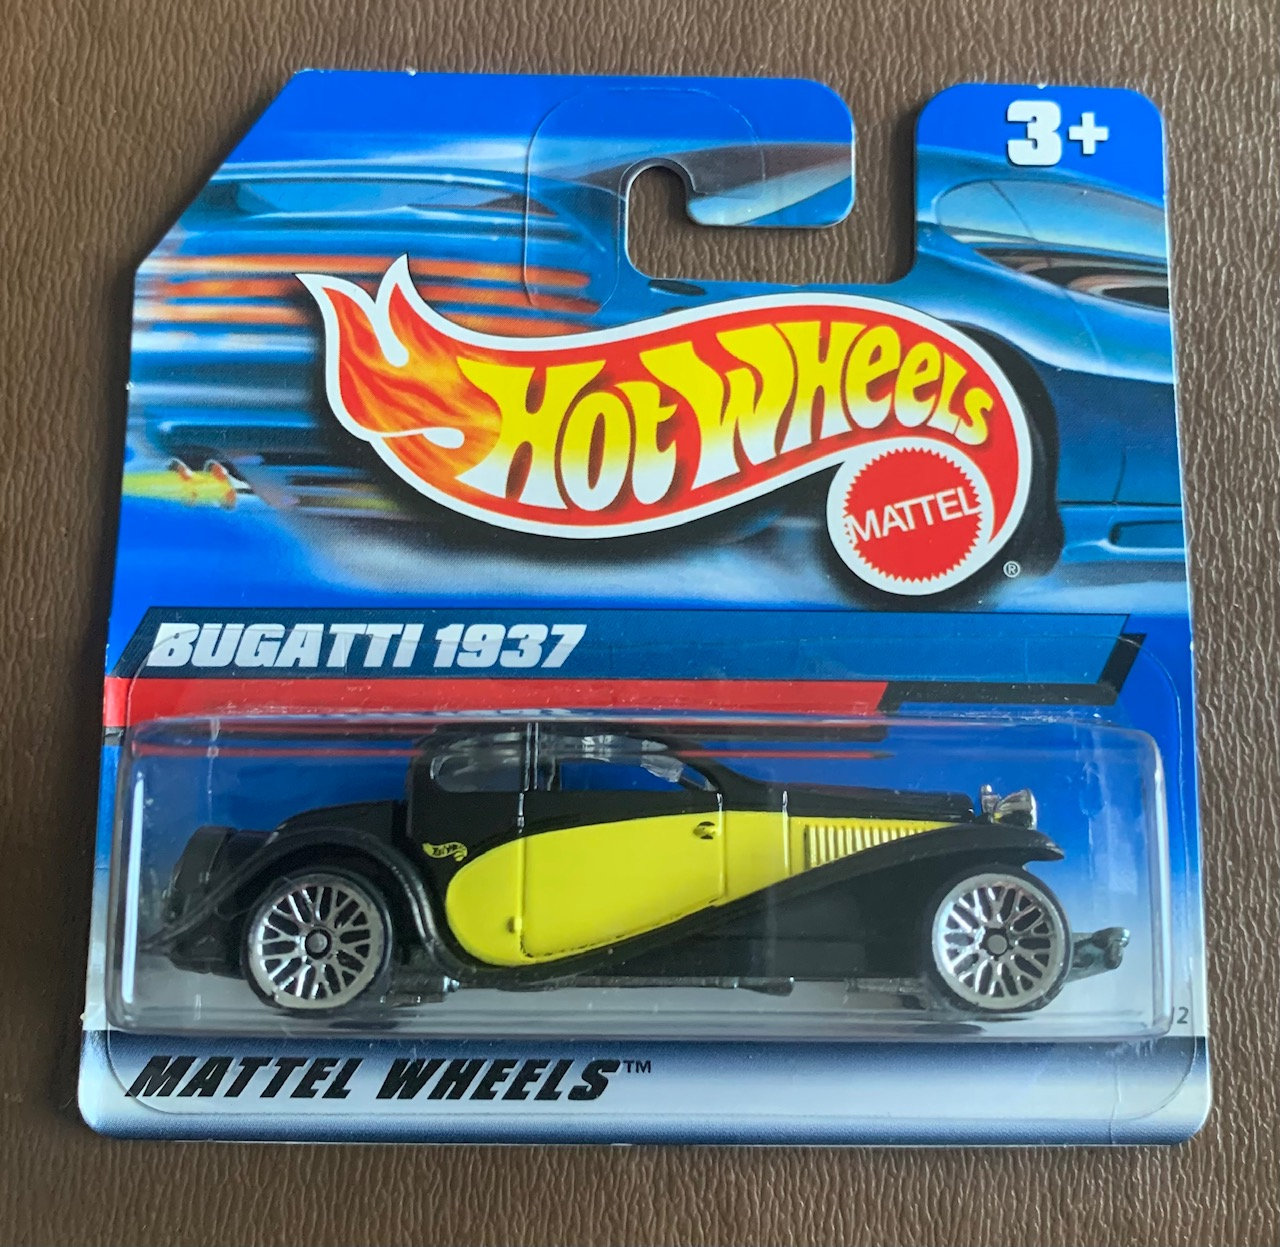 3+
HOT WHEELS
MATTEL
®
BUGATTI 1937
MATTEL WHEELS™